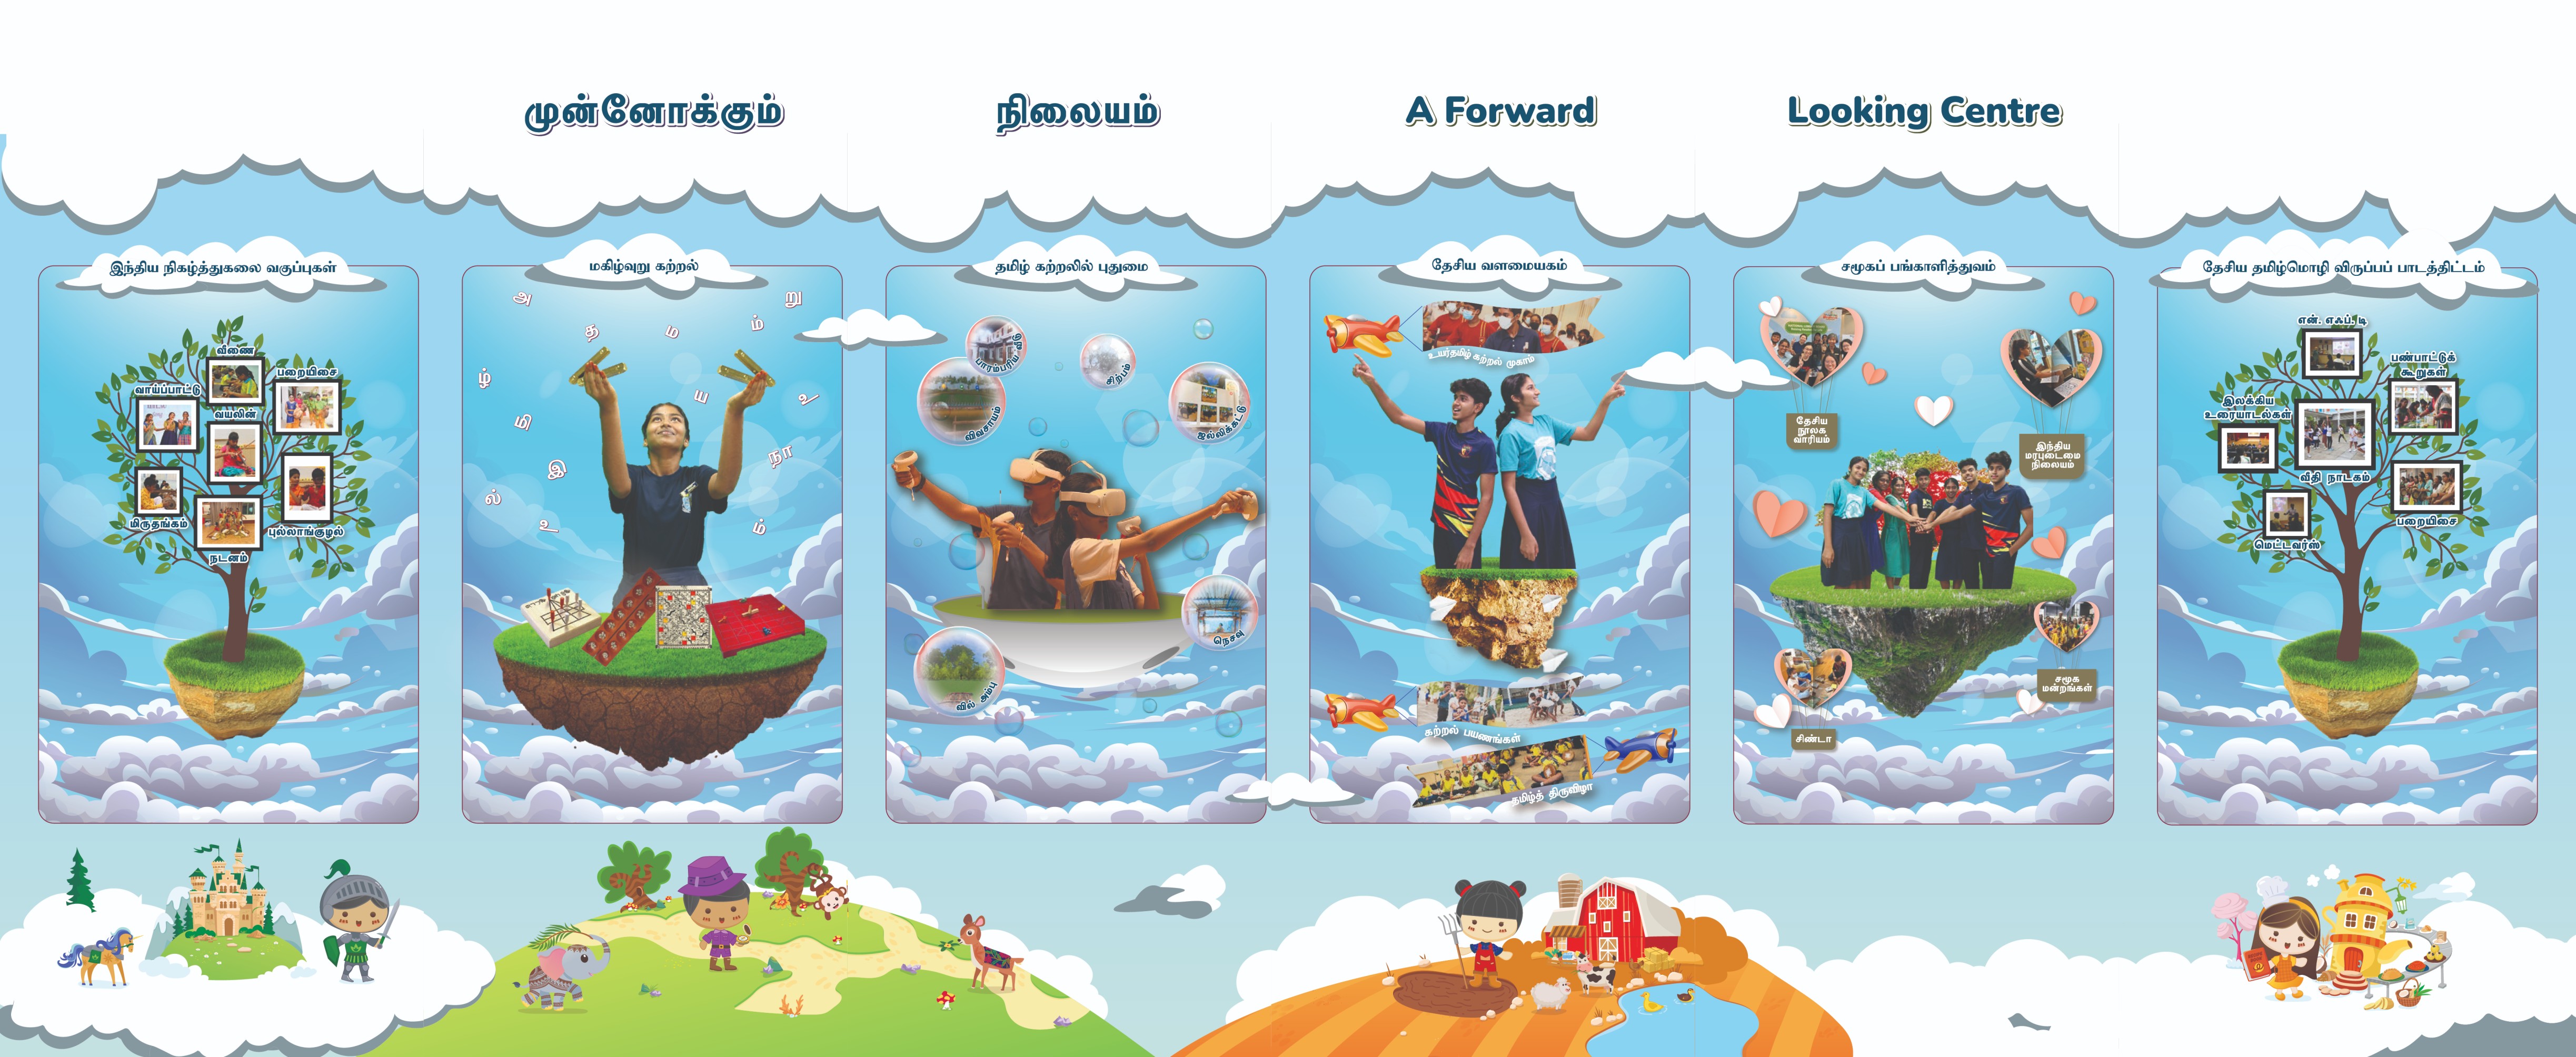 முன்னோக்கும்
நிலையம்
A Forward
Looking Centre
இந்திய நிகழ்த்துகலை வகுப்புகள்
வீணை
பறையிசை
வாய்ப்பாட்டு
வயலின்
மிருதங்கம்
புல்லாங்குழல்
நடனம்
மகிழ்வுறு கற்றல்
அ
று
த
ம
ம்
ழ்
ய
உ
மி
நா
இ
ல்
உ
ம்
தமிழ் கற்றலில் புதுமை
பாரம்பரிய வீடு
சிற்பம்
விவசாயம்
ஜல்லிக்கட்டு
நெசவு
வில் அம்பு
தேசிய வளமையகம்
உயர்தமிழ் கற்றல் முகாம்
கற்றல் பயணங்கள்
தமிழ்த் திருவிழா
சமூகப் பங்காளித்துவம்
தேசிய
நூலக
வாரியம்
இந்திய
மரபுடைமை
நிலையம்
சமூக
மன்றங்கள்
சிண்டா
தேசிய தமிழ்மொழி விருப்பப் பாடத்திட்டம்
என். எஃப். டி
பண்பாட்டுக்
கூறுகள்
இலக்கிய
உரையாடல்கள்
வீதி நாடகம்
பறையிசை
மெட்டவர்ஸ்